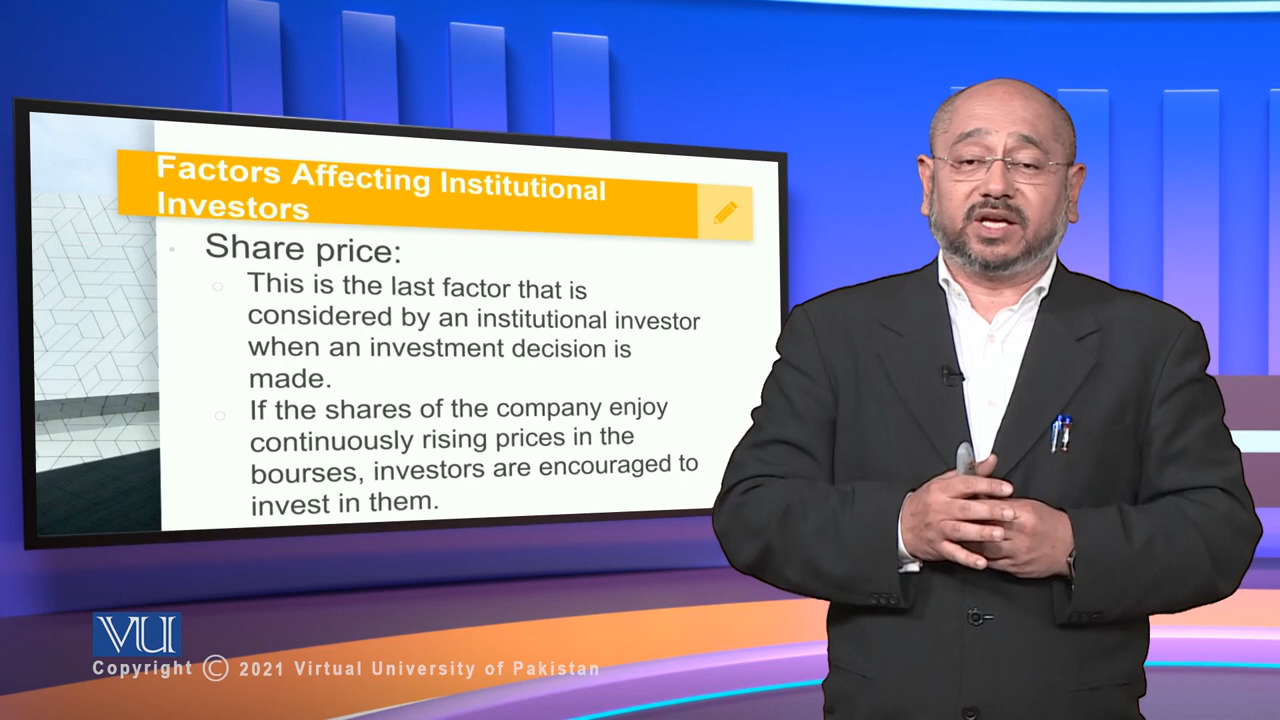 Factors Affecting Institutional
Investors
Share price:
This is the last factor that is
considered by an institutional investor
when an investment decision is
made.
If the shares of the company enjoy
continuously rising prices in the
bourses, investors are encouraged to
invest in them.
VU
Copyright © 2021 Virtual University of Pakistan